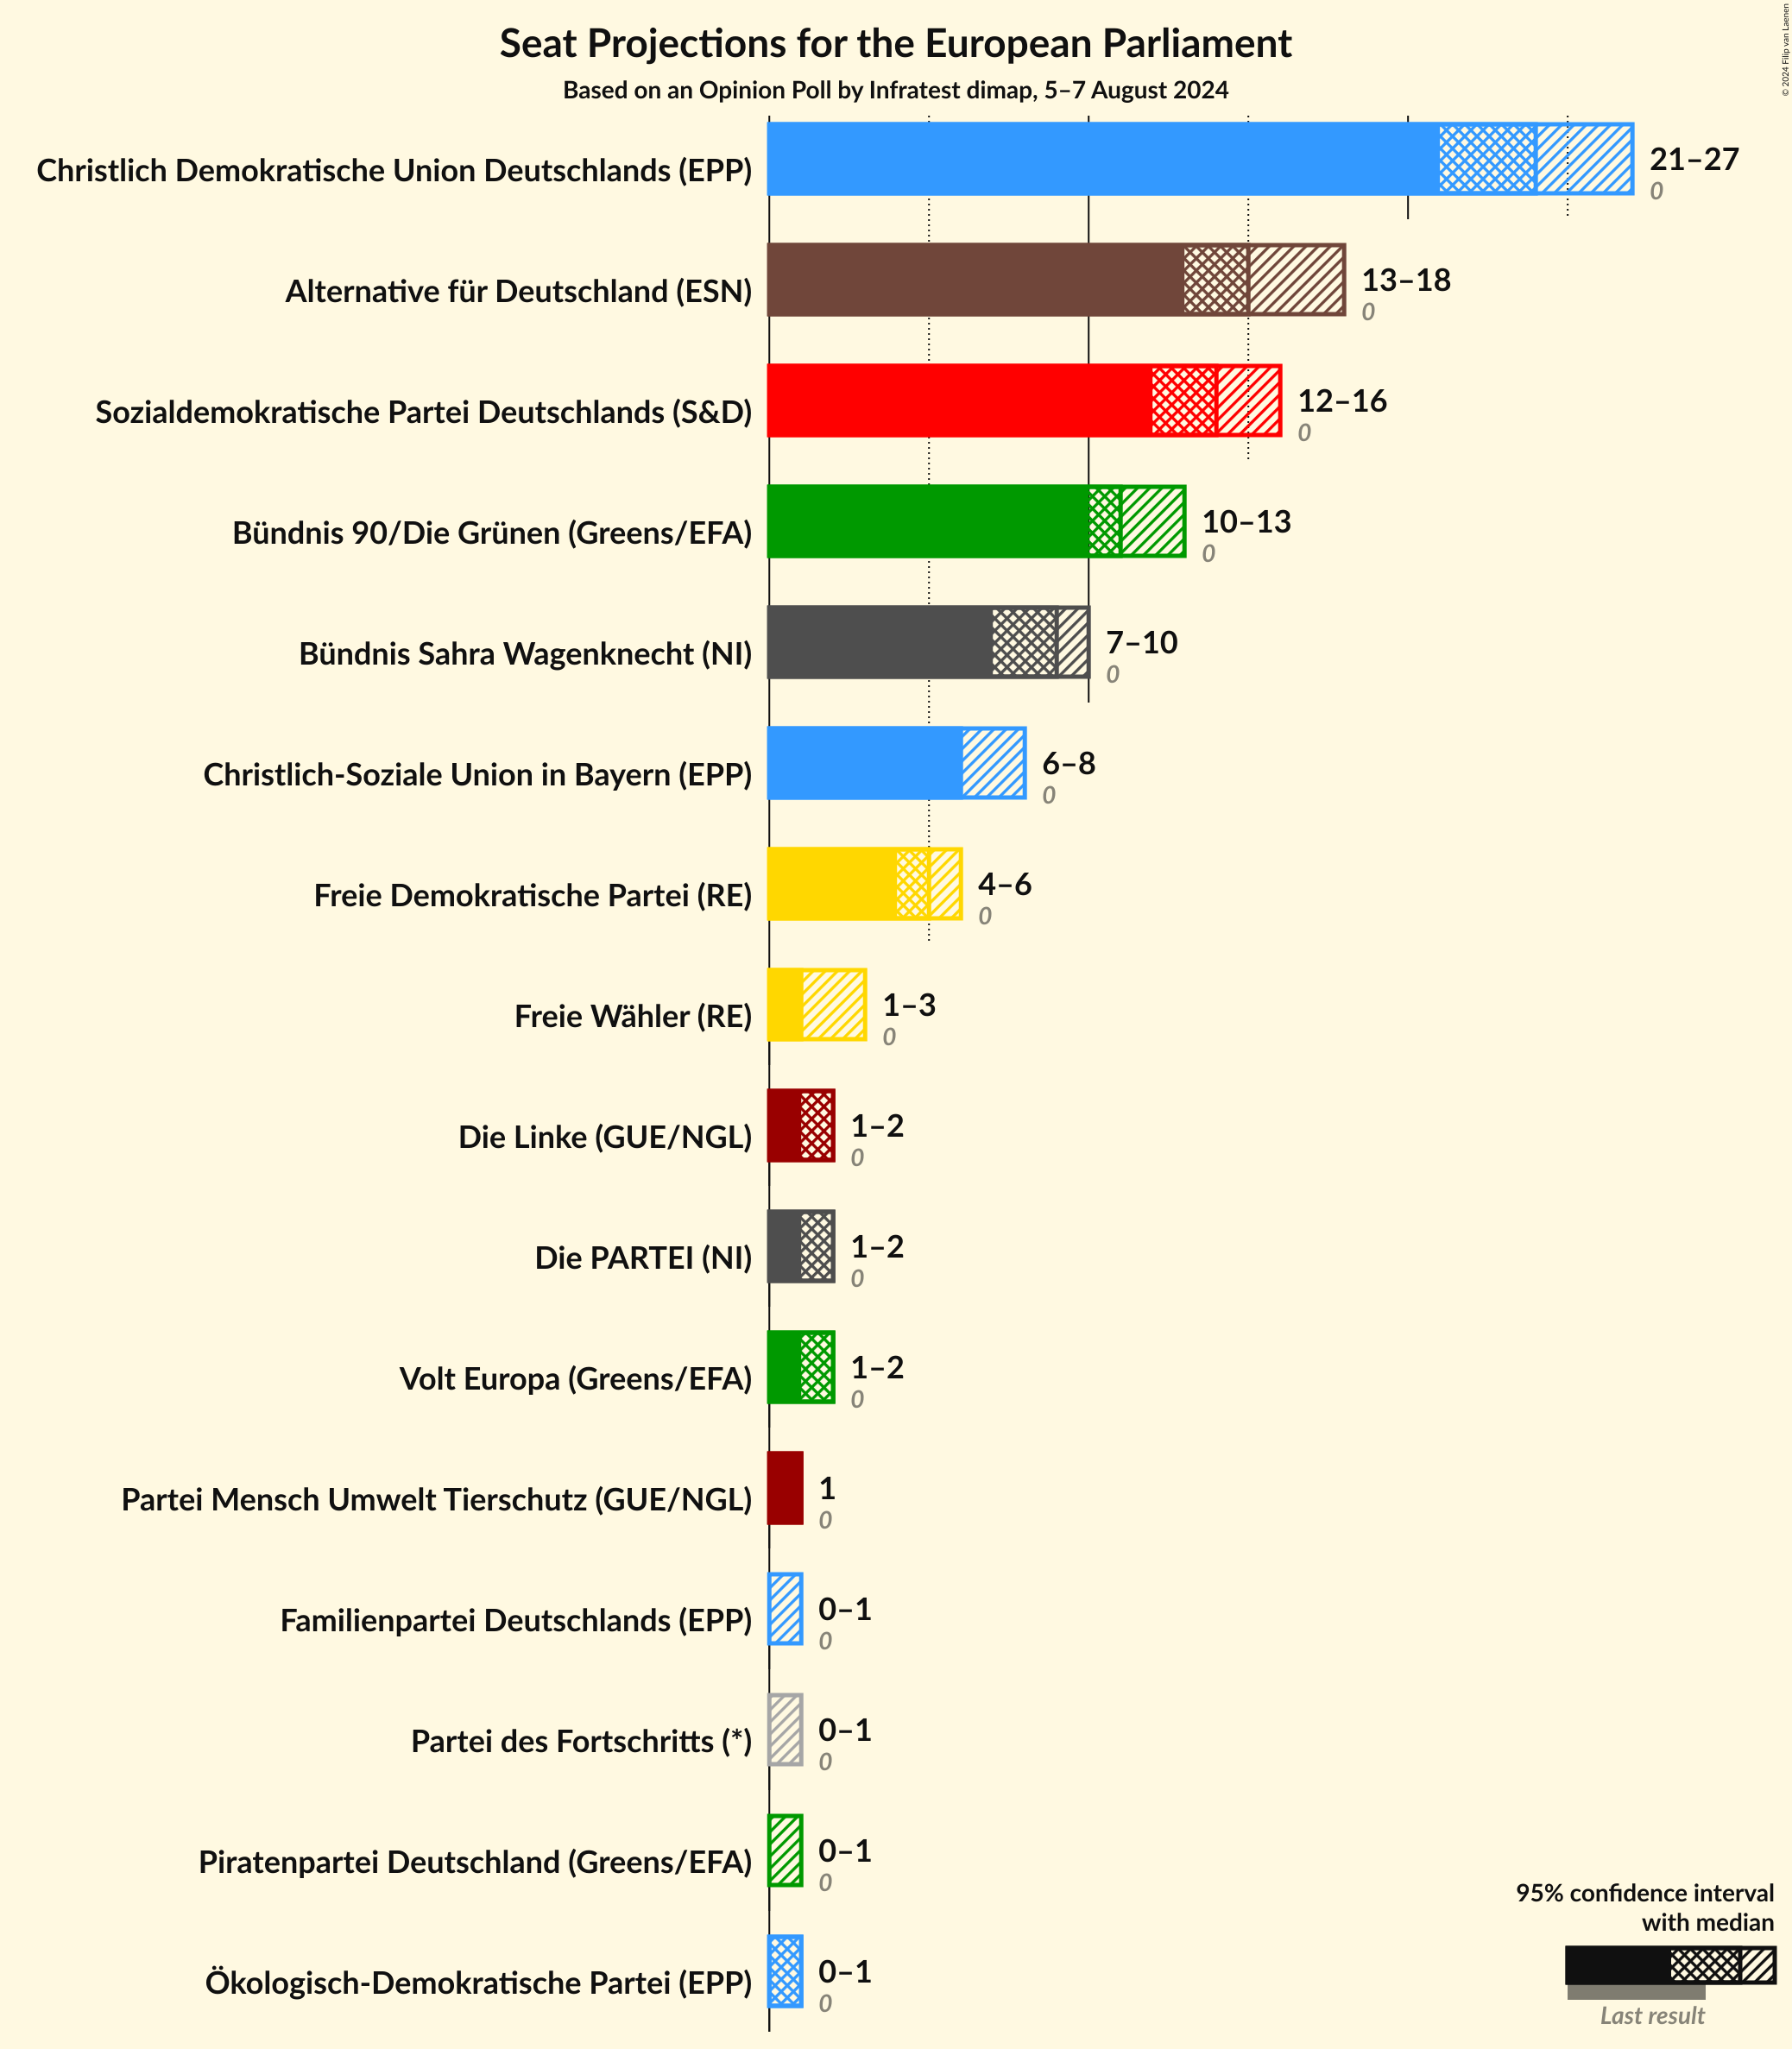 Seat Projections for the European Parliament
Based on an Opinion Poll by Infratest dimap, 5–7 August 2024
© 2024 Filip van Laenen
Christlich Demokratische Union Deutschlands (EPP)
21–27
0
Alternative für Deutschland (ESN)
13–18
0
Sozialdemokratische Partei Deutschlands (S&D)
12–16
0
Bündnis 90/Die Grünen (Greens/EFA)
10–13
0
Bündnis Sahra Wagenknecht (NI)
7–10
0
Christlich-Soziale Union in Bayern (EPP)
6–8
0
Freie Demokratische Partei (RE)
4–6
0
Freie Wähler (RE)
1–3
0
Die Linke (GUE/NGL)
1–2
0
Die PARTEI (NI)
1–2
0
Volt Europa (Greens/EFA)
1–2
0
Partei Mensch Umwelt Tierschutz (GUE/NGL)
1
0
Familienpartei Deutschlands (EPP)
0–1
0
Partei des Fortschritts (*)
0–1
0
Piratenpartei Deutschland (Greens/EFA)
0–1
0
Ökologisch-Demokratische Partei (EPP)
0–1
0
95% confidence interval
with median
Last result